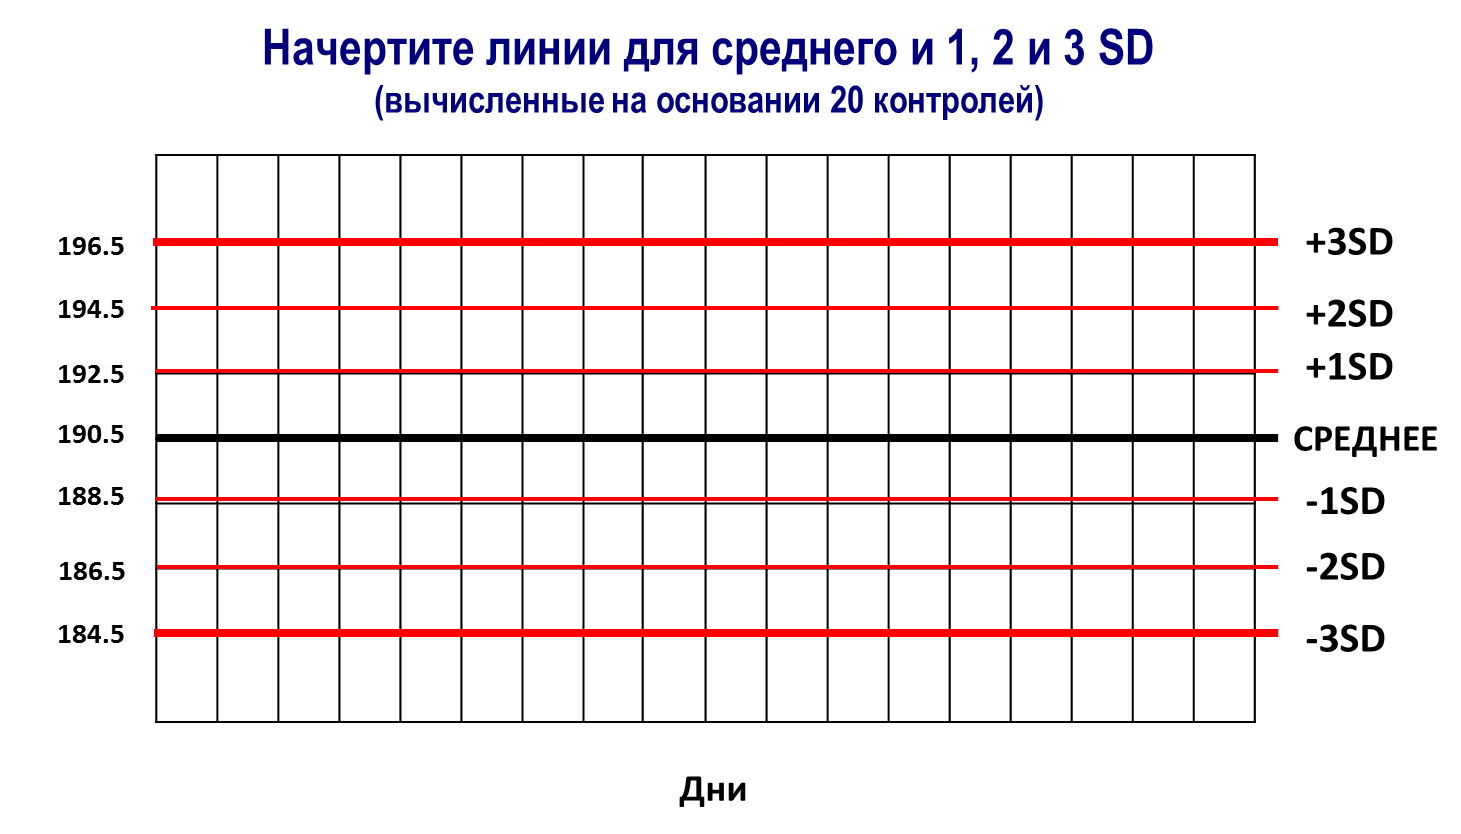 Начертите линии для среднего и 1, 2 и 3 SD
(вычисленные на основании 20 контролей)
196.5 +3SD
194.5 +2SD
192.5 +1SD
190.5 СРЕДНЕЕ
188.5 -1SD
186.5 -2SD
184.5 -3SD
Дни